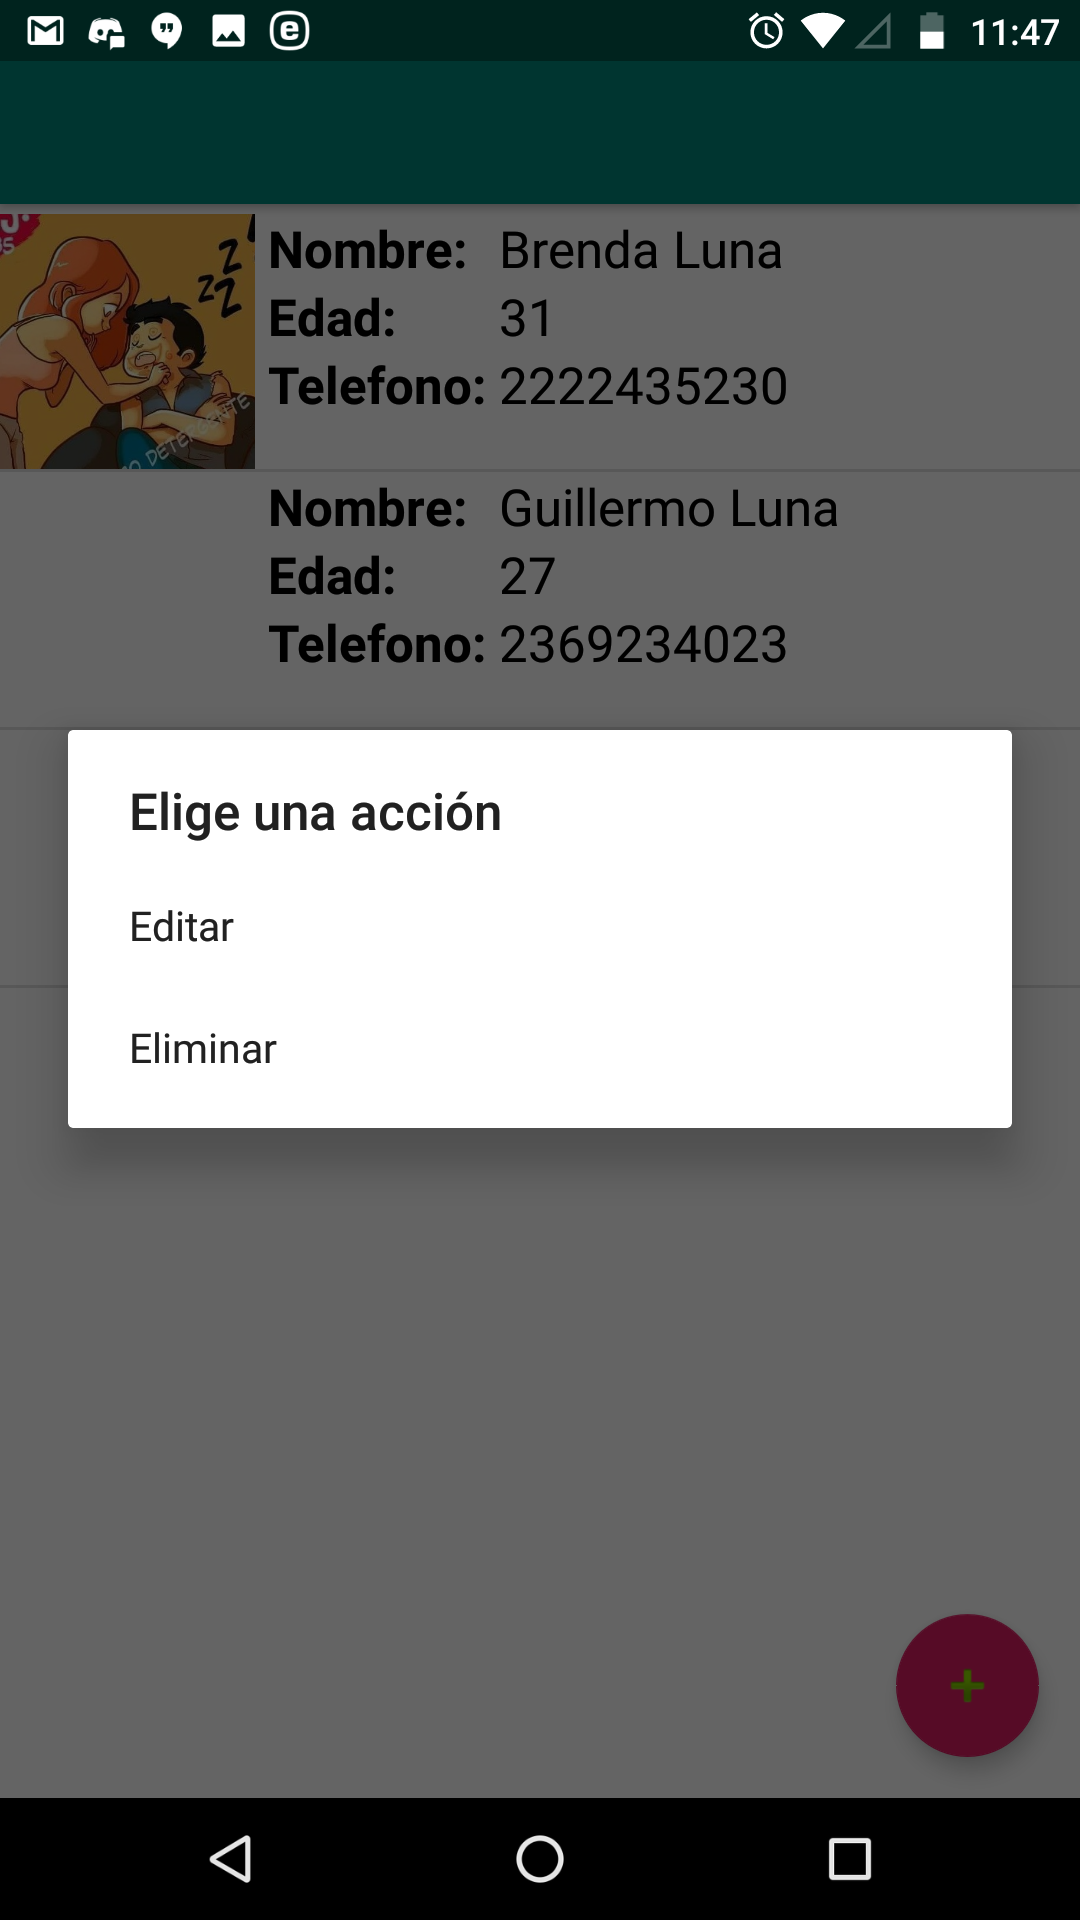 11:47
Nombre: Brenda Luna
Edad: 31
Telefono: 2222435230
Nombre: Guillermo Luna
Edad: 27
Telefono: 2369234023
Elige una acción
Editar
Eliminar